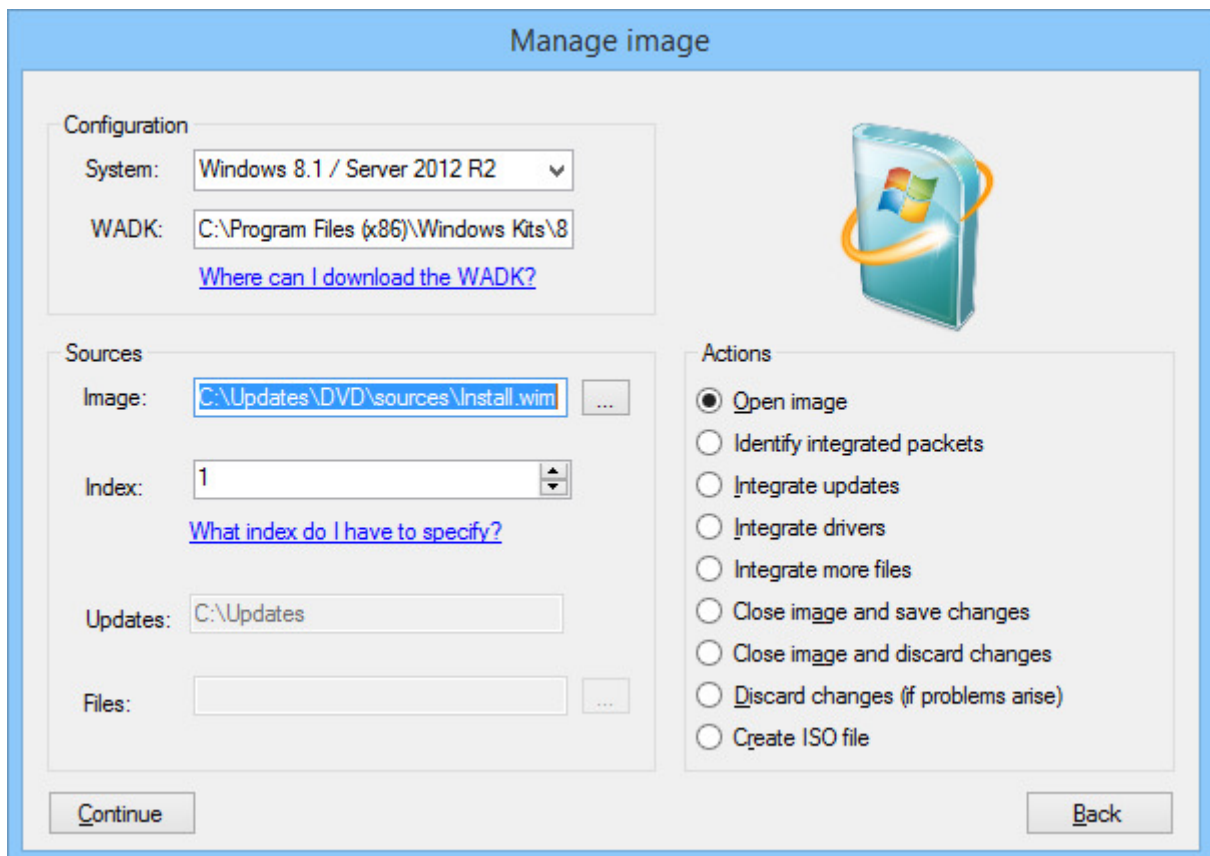 Manage image
Configuration
System: Windows 8.1 / Server 2012 R2
WADK: C:\Program Files (x86)\Windows Kits\8
Where can I download the WADK?
Sources
Image: C:\Updates\DVD\sources\Install.wim ...
Index: 1
What index do I have to specify?
Updates: C:\Updates
Files: ...
Actions
Open image
Identify integrated packets
Integrate updates
Integrate drivers
Integrate more files
Close image and save changes
Close image and discard changes
Discard changes (if problems arise)
Create ISO file
Continue
Back